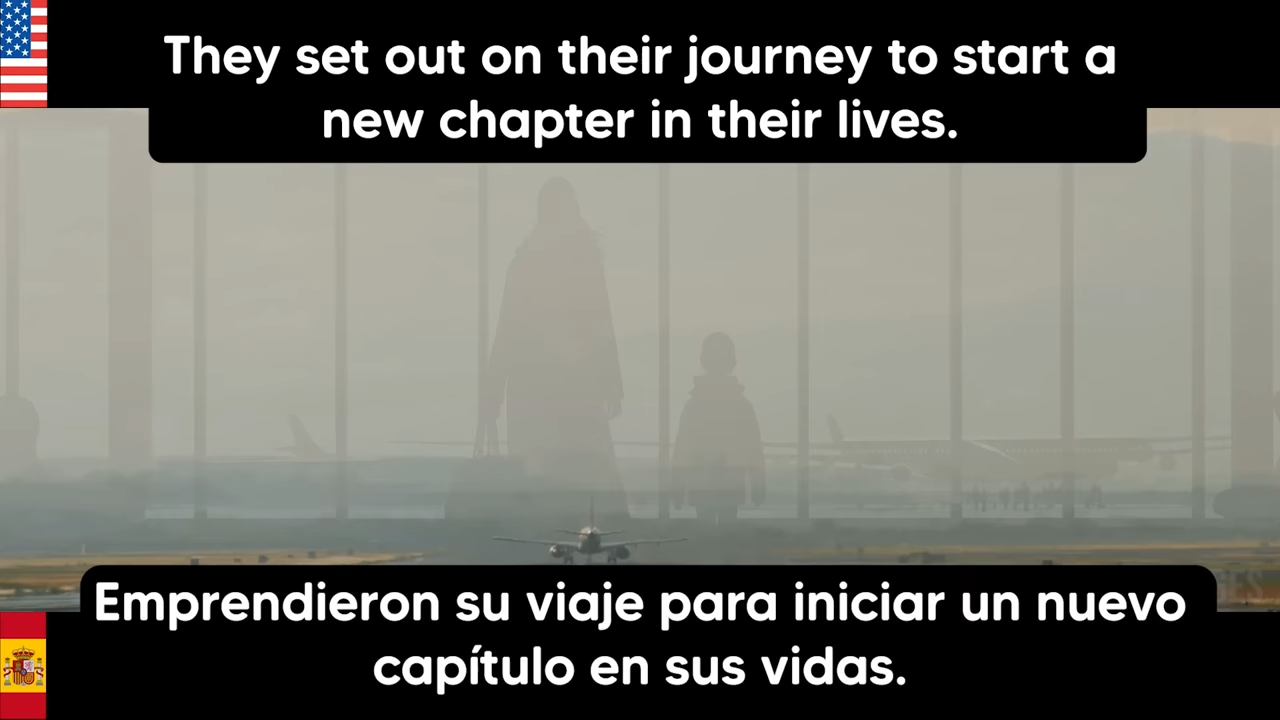 They set out on their journey to start a
new chapter in their lives.
Emprendieron su viaje para iniciar un nuevo
capítulo en sus vidas.